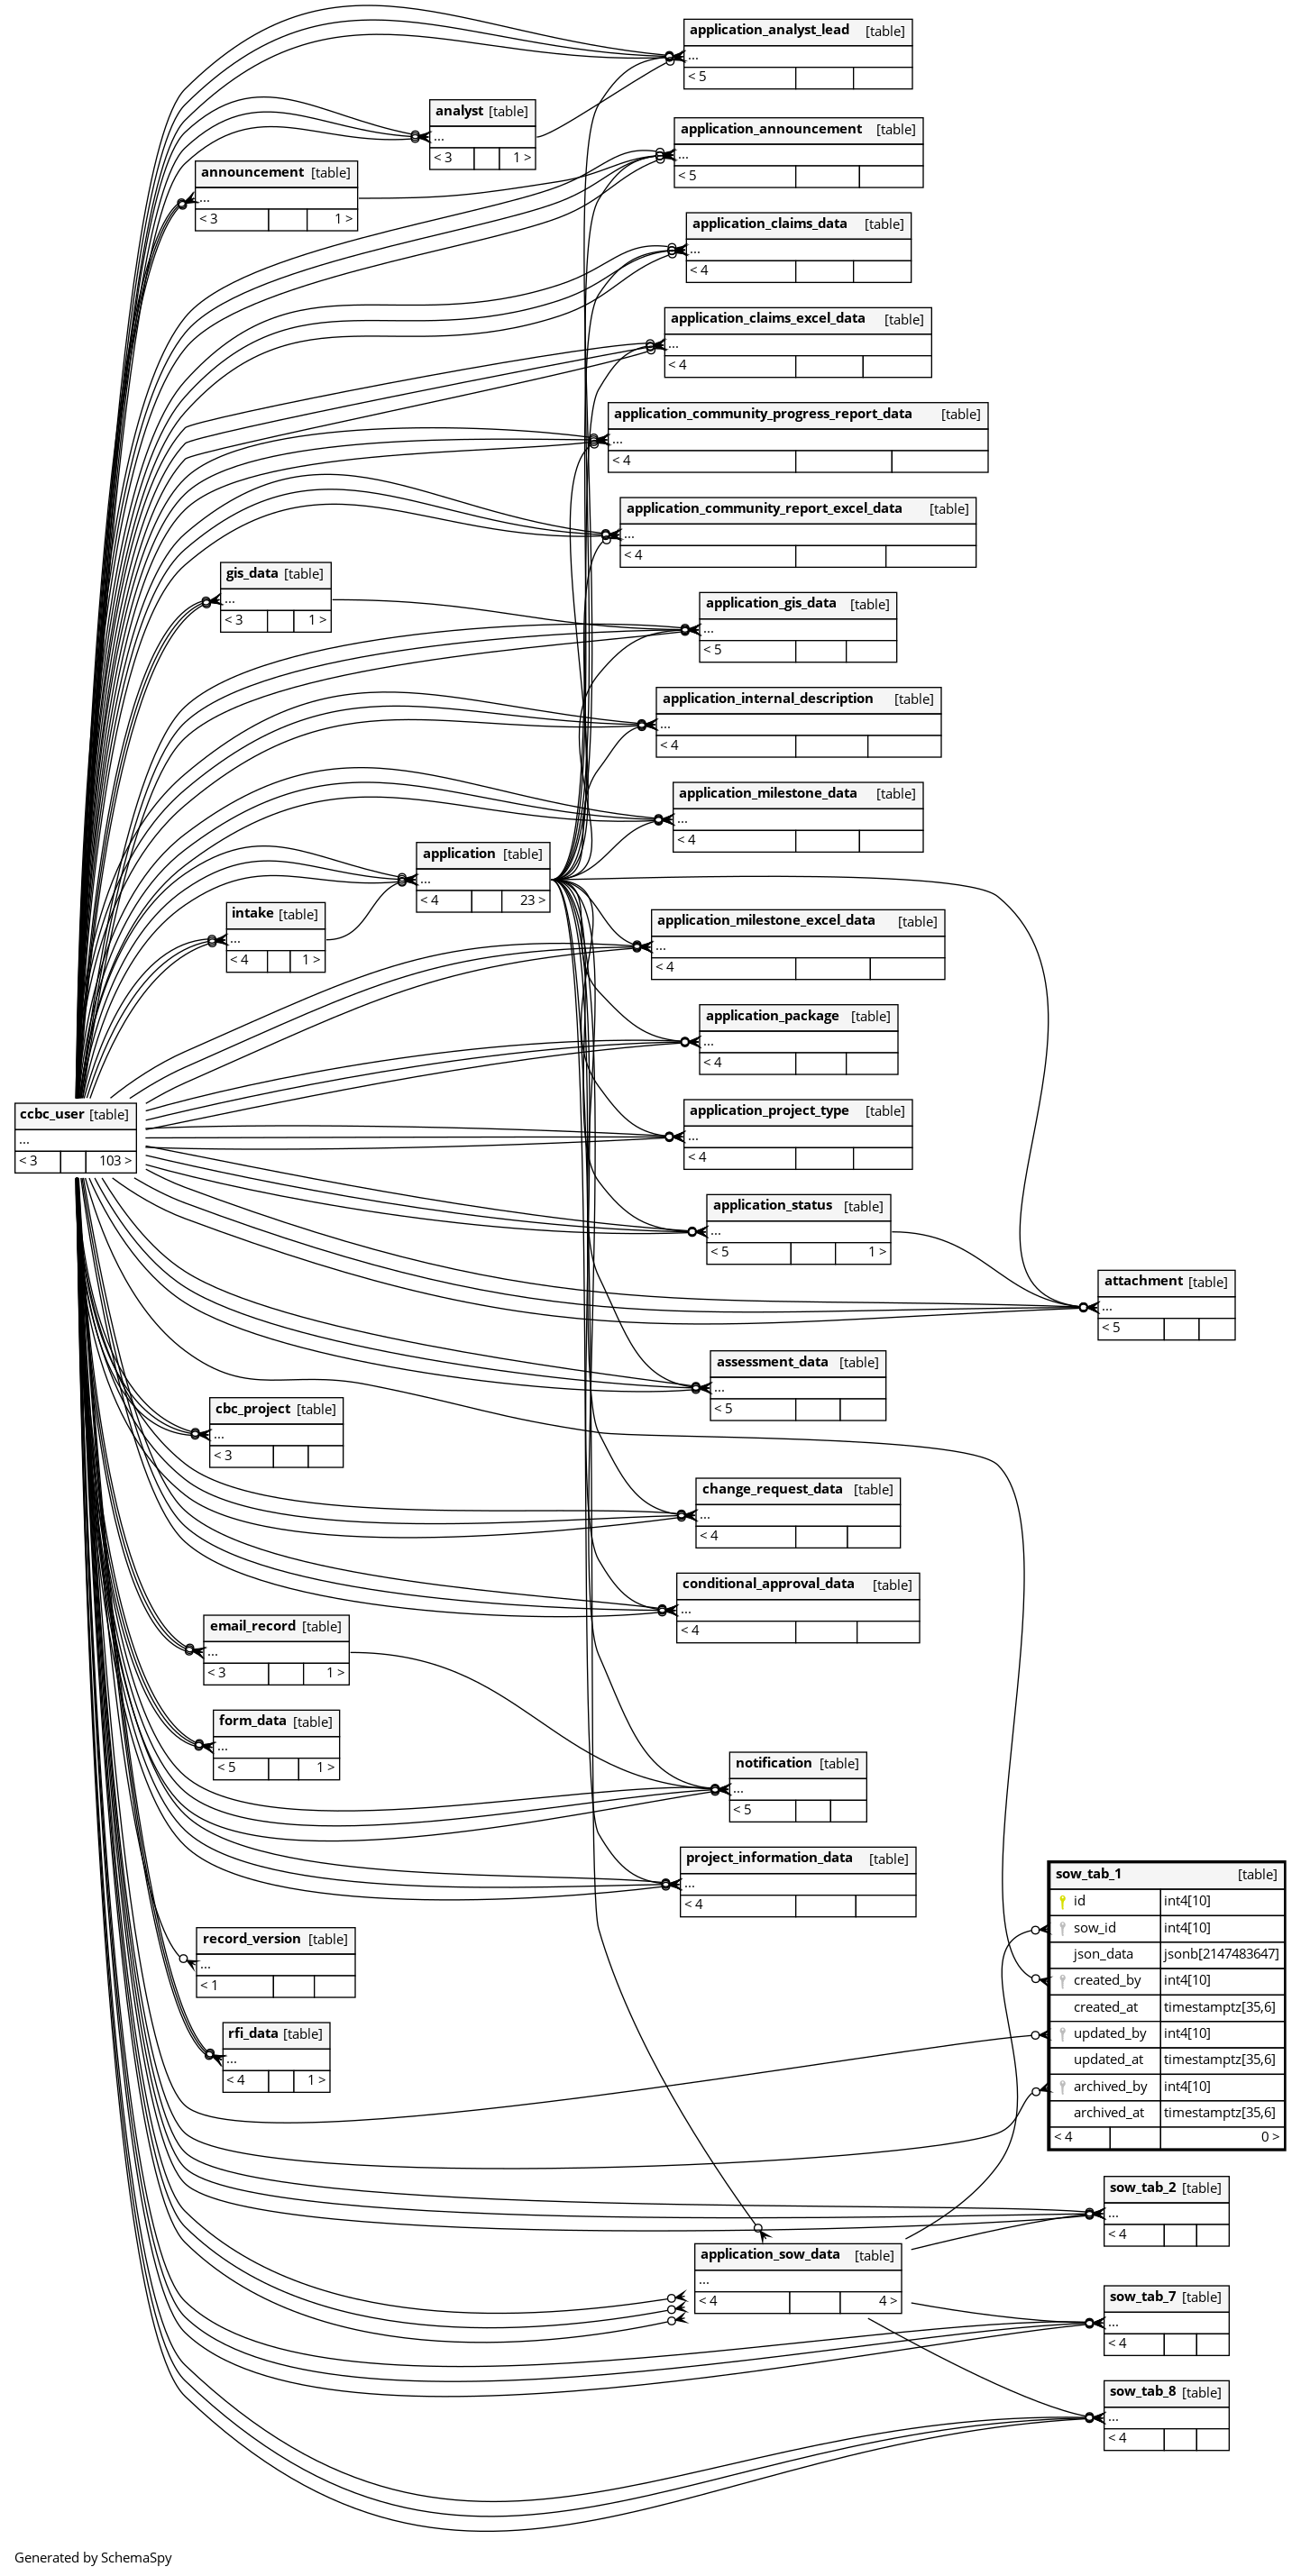 application_analyst_lead [table]
...
< 5
analyst [table]
...
< 3 1 >
application_announcement [table]
...
< 5
announcement [table]
...
< 3 1 >
application_claims_data [table]
...
< 4
application_claims_excel_data [table]
...
< 4
application_community_progress_report_data [table]
...
< 4
application_community_report_excel_data [table]
...
< 4
gis_data [table]
...
< 3 1 >
application_gis_data [table]
...
< 5
application_internal_description [table]
...
< 4
application_milestone_data [table]
...
< 4
application [table]
...
< 4 23 >
intake [table]
...
< 4 1 >
application_milestone_excel_data [table]
...
< 4
application_package [table]
...
< 4
ccbc_user [table]
...
< 3 103 >
application_project_type [table]
...
< 4
application_status [table]
...
< 5 1 >
attachment [table]
...
< 5
assessment_data [table]
...
< 5
cbc_project [table]
...
< 3
change_request_data [table]
...
< 4
conditional_approval_data [table]
...
< 4
email_record [table]
...
< 3 1 >
form_data [table]
...
< 5 1 >
notification [table]
...
< 5
project_information_data [table]
...
< 4
sow_tab_1 [table]
id int4[10]
sow_id int4[10]
json_data jsonb[2147483647]
created_by int4[10]
created_at timestamptz[35,6]
updated_by int4[10]
updated_at timestamptz[35,6]
archived_by int4[10]
archived_at timestamptz[35,6]
< 4 0 >
record_version [table]
...
< 1
rfi_data [table]
...
< 4 1 >
sow_tab_2 [table]
...
< 4
application_sow_data [table]
...
< 4 4 >
sow_tab_7 [table]
...
< 4
sow_tab_8 [table]
...
< 4
Generated by SchemaSpy